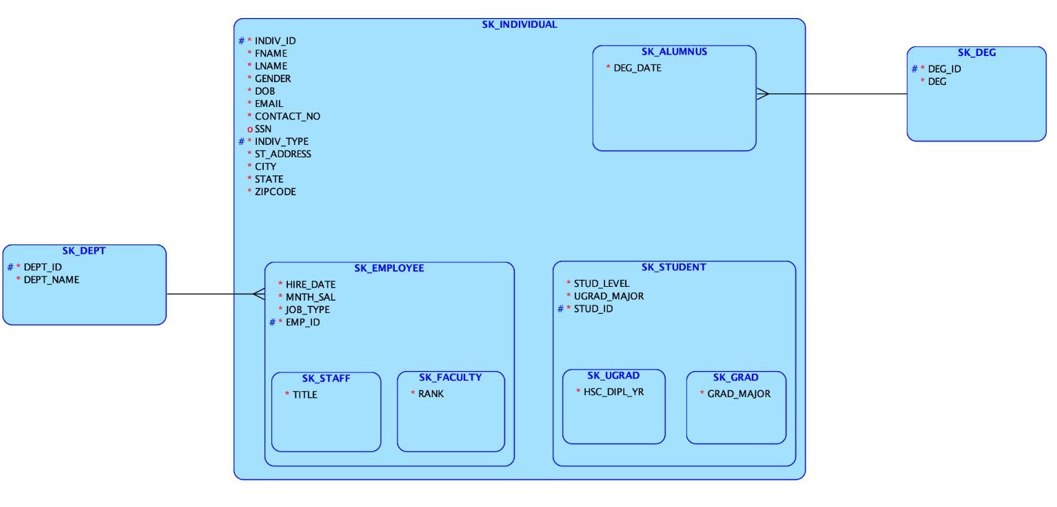 SK_INDIVIDUAL
# * INDIV_ID
* FNAME
* LNAME
* GENDER
* DOB
* EMAIL
* CONTACT_NO
o SSN
# * INDIV_TYPE
* ST_ADDRESS
* CITY
* STATE
* ZIPCODE
SK_ALUMNUS
* DEG_DATE
SK_DEG
# * DEG_ID
* DEG
SK_DEPT
# * DEPT_ID
* DEPT_NAME
SK_EMPLOYEE
* HIRE_DATE
* MNTH_SAL
* JOB_TYPE
# * EMP_ID
SK_STAFF
* TITLE
SK_FACULTY
* RANK
SK_STUDENT
* STUD_LEVEL
* UGRAD_MAJOR
# * STUD_ID
SK_UGRAD
* HSC_DIPL_YR
SK_GRAD
* GRAD_MAJOR